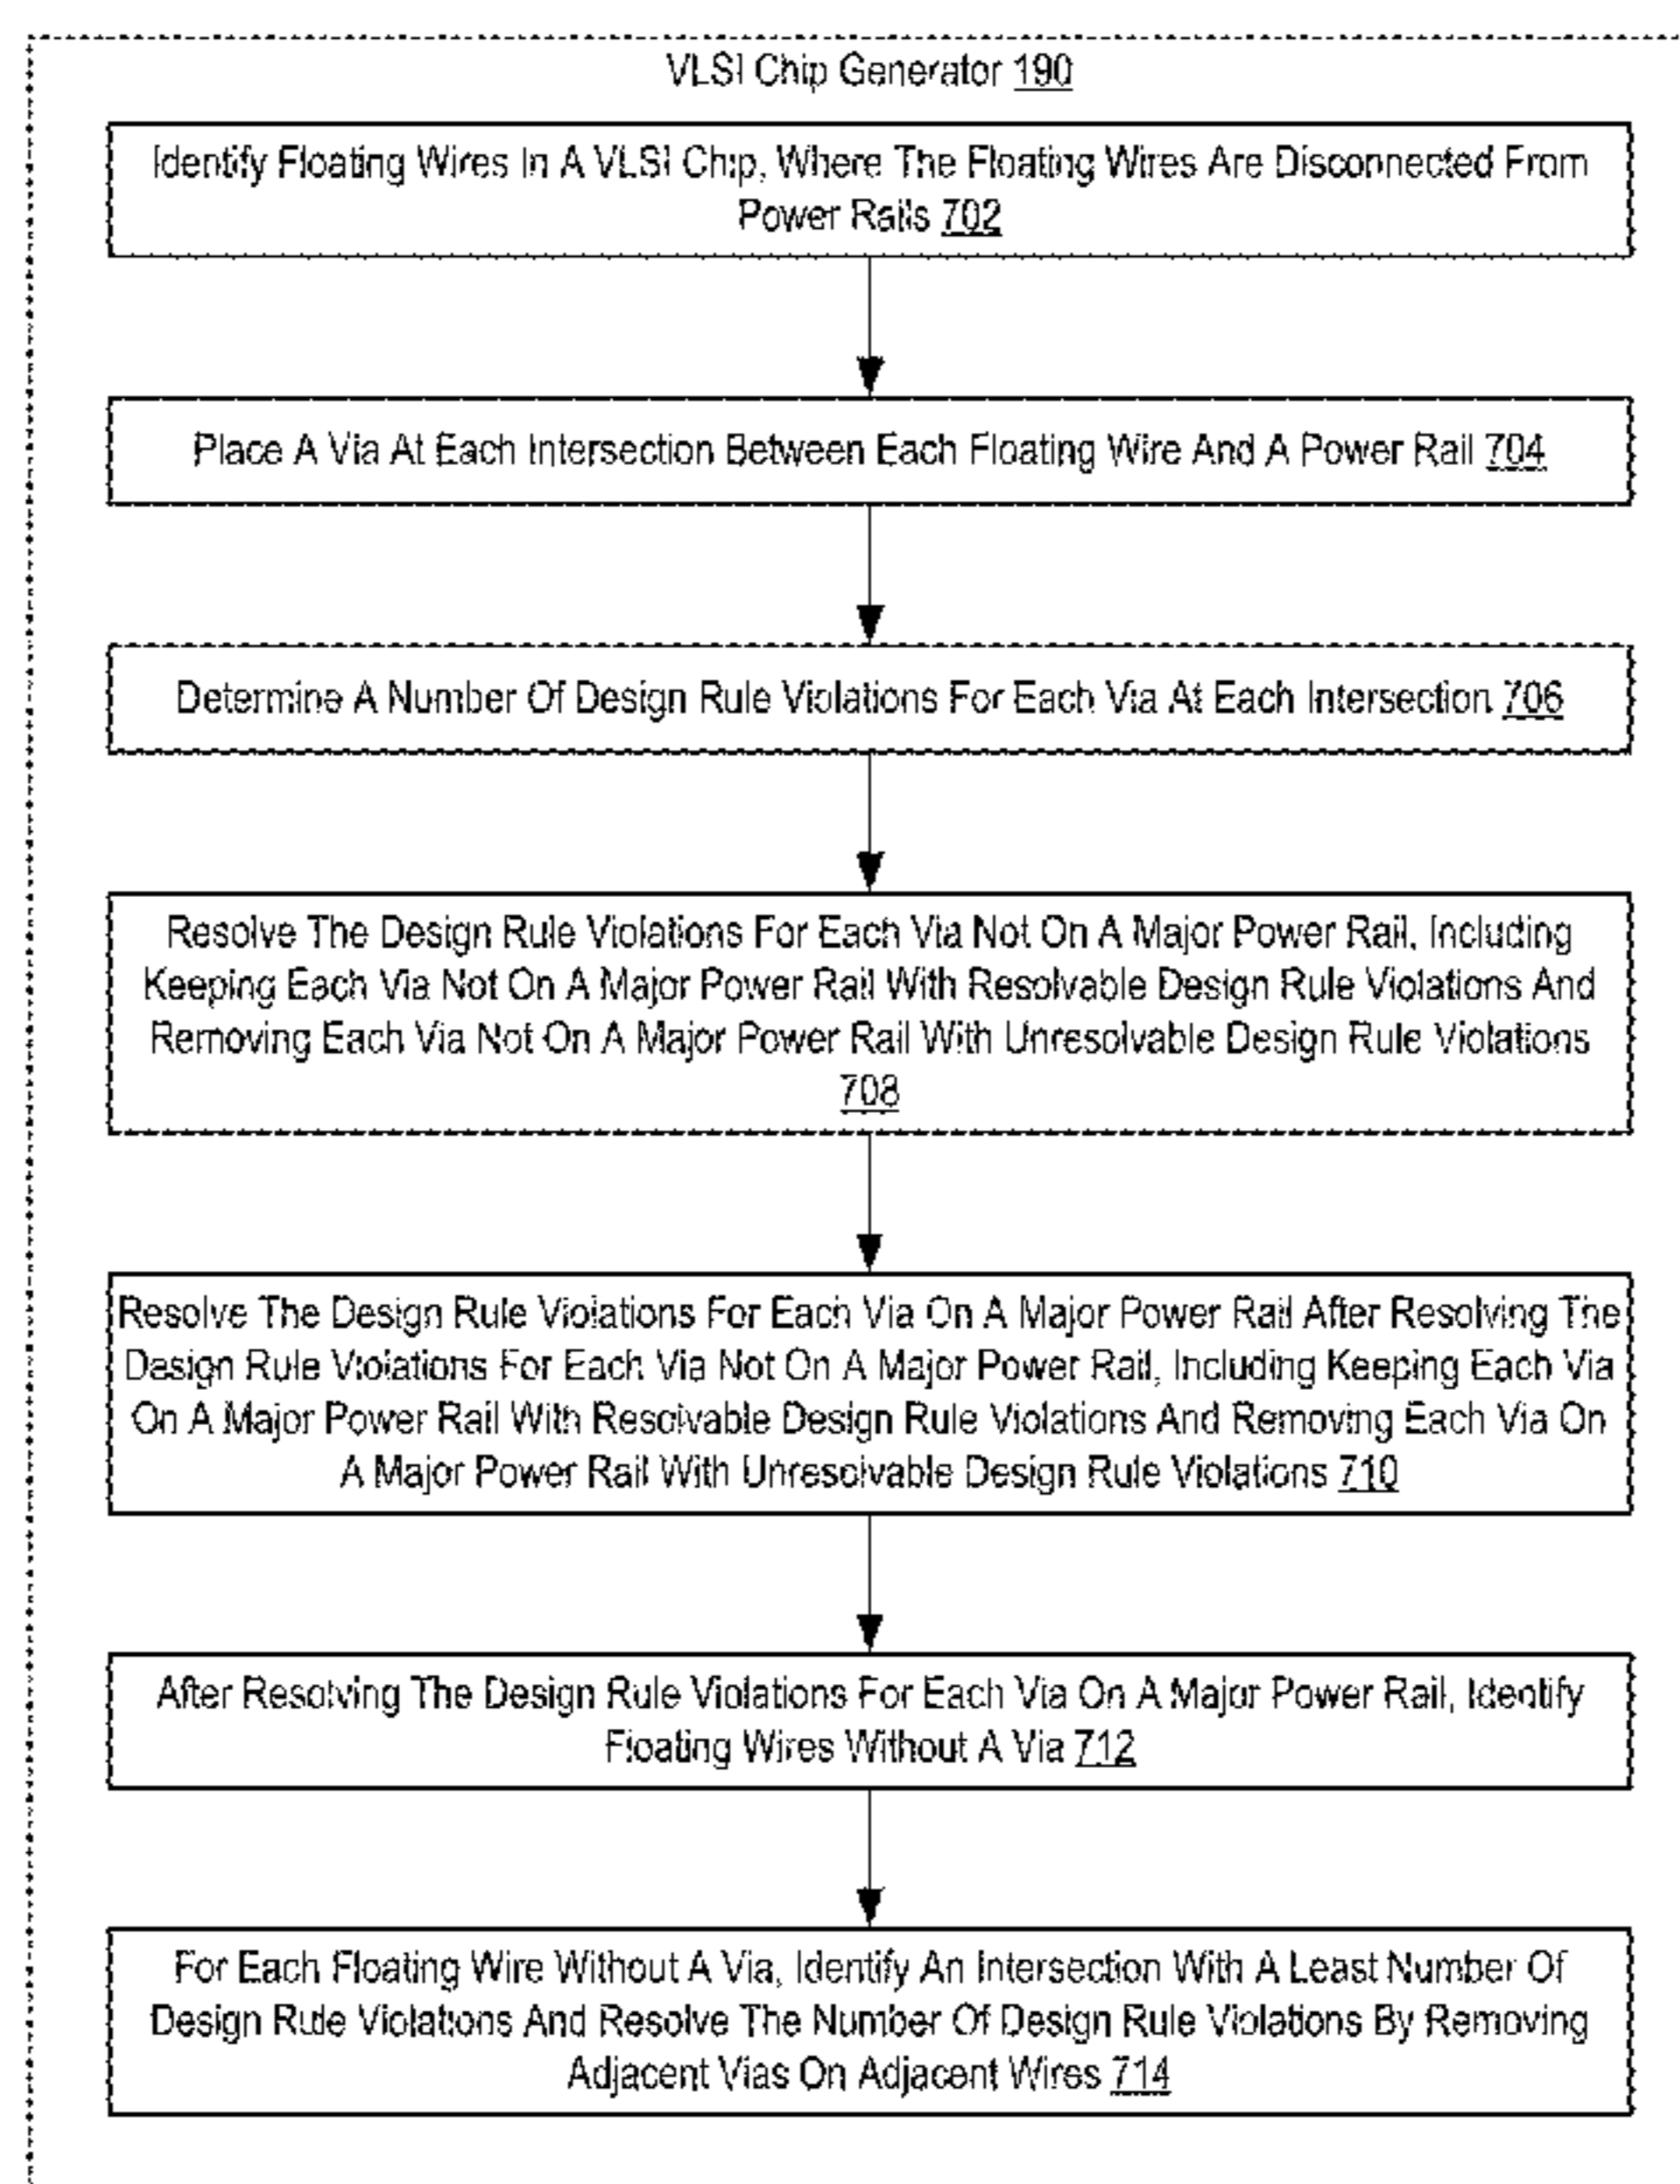 VLSI Chip Generator 190
Identify Floating Wires In A VLSI Chip, Where The Floating Wires Are Disconnected From
Power Rails 702
Place A Via At Each Intersection Between Each Floating Wire And A Power Rail 704
Determine A Number Of Design Rule Violations For Each Via At Each Intersection 706
Resolve The Design Rule Violations For Each Via Not On A Major Power Rail, Including
Keeping Each Via Not On A Major Power Rail With Resolvable Design Rule Violations And
Removing Each Via Not On A Major Power Rail With Unresolvable Design Rule Violations
708
Resolve The Design Rule Violations For Each Via On A Major Power Rail After Resolving The
Design Rule Violations For Each Via Not On A Major Power Rail, Including Keeping Each Via
On A Major Power Rail With Resolvable Design Rule Violations And Removing Each Via On
A Major Power Rail With Unresolvable Design Rule Violations 710
After Resolving The Design Rule Violations For Each Via On A Major Power Rail, Identify
Floating Wires Without A Via 712
For Each Floating Wire Without A Via, Identify An Intersection With A Least Number Of
Design Rule Violations And Resolve The Number Of Design Rule Violations By Removing
Adjacent Vias On Adjacent Wires 714